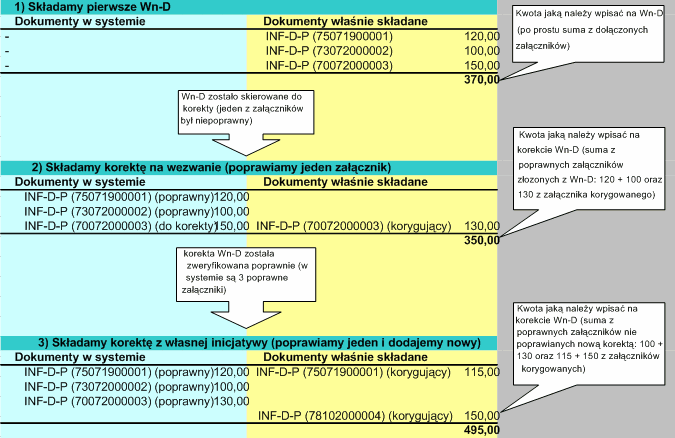 1) Składamy pierwsze Wn-D
Dokumenty w systemie Dokumenty właśnie składane
- INF-D-P (75071900001) 120,00
- INF-D-P (73072000002) 100,00
- INF-D-P (70072000003) 150,00
370,00
Kwota jaką należy wpisać na Wn-D
(po prostu suma z dołączonych
załączników)
Wn-D zostało skierowane do
korekty (jeden z załączników
był niepoprawny)
2) Składamy korektę na wezwanie (poprawiamy jeden załącznik)
Dokumenty w systemie Dokumenty właśnie składane
INF-D-P (75071900001) (poprawny) 120,00
INF-D-P (73072000002) (poprawny) 100,00
INF-D-P (70072000003) (do korekty) 150,00 INF-D-P (70072000003) (korygujący) 130,00
350,00
Kwota jaką należy wpisać na
korekcie Wn-D (suma z
poprawnych załączników
złozonych z Wn-D: 120 + 100 oraz
130 z załącznika korygowanego)
korekta Wn-D została
zweryfikowana poprawnie (w
systemie są 3 poprawne
załączniki)
3) Składamy korektę z własnej inicjatywy (poprawiamy jeden i dodajemy nowy)
Dokumenty w systemie Dokumenty właśnie składane
INF-D-P (75071900001) (poprawny) 120,00 INF-D-P (75071900001) (korygujący) 115,00
INF-D-P (73072000002) (poprawny) 100,00
INF-D-P (70072000003) (poprawny) 130,00
INF-D-P (78102000004) (korygujący) 150,00
495,00
Kwota jaką należy wpisać na
korekcie Wn-D (suma z
poprawnych załączników nie
poprawianych nową korektą: 100 +
130 oraz 115 + 150 z załączników
korygowanych)